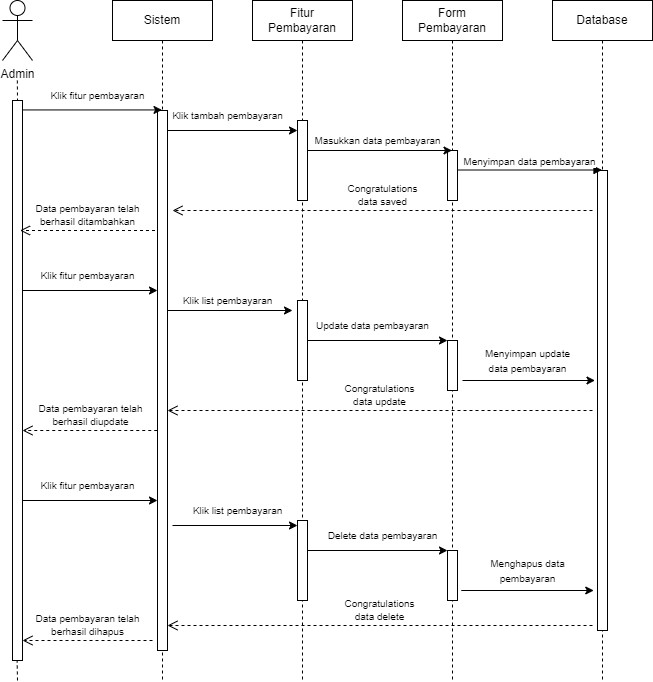 Admin
Sistem
Fitur
Pembayaran
Form
Pembayaran
Database
Klik fitur pembayaran
Klik tambah pembayaran
Masukkan data pembayaran
Menyimpan data pembayaran
Congratulations
data saved
Data pembayaran telah
berhasil ditambahkan
Klik fitur pembayaran
Klik list pembayaran
Update data pembayaran
Menyimpan update
data pembayaran
Congratulations
data update
Data pembayaran telah
berhasil diupdate
Klik fitur pembayaran
Klik list pembayaran
Delete data pembayaran
Menghapus data
pembayaran
Congratulations
data delete
Data pembayaran telah
berhasil dihapus